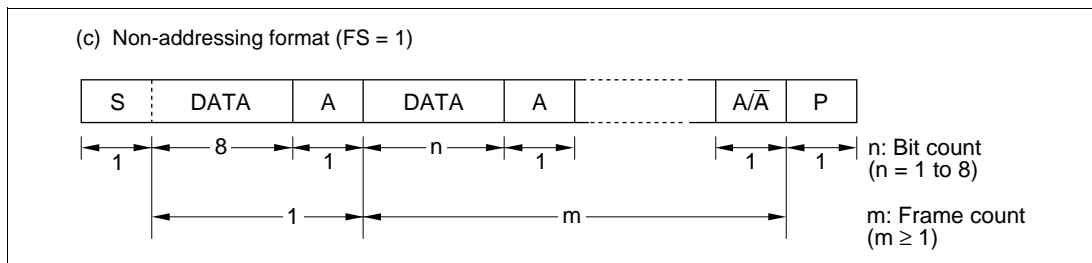 (c) Non-addressing format (FS = 1)
S DATA A DATA A A/A̅ P
1 8 1 n 1 1 1
n: Bit count
(n = 1 to 8)
1 m
m: Frame count
(m ≥ 1)